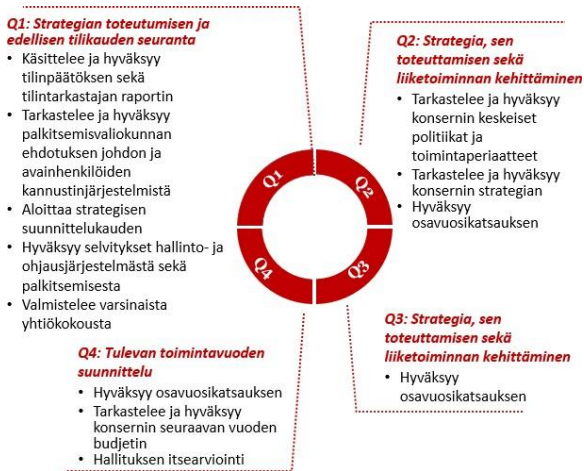 Q1: Strategian toteutumisen ja
edellisen tilikauden seuranta
• Käsittelee ja hyväksyy
tilinpäätöksen sekä
tilintarkastajan raportin
• Tarkastelee ja hyväksyy
palkitsemisvaliokunnan
ehdotuksen johdon ja
avainhenkilöiden
kannustinjärjestelmistä
• Aloittaa strategisen
suunnittelukauden
• Hyväksyy selvitykset hallinto- ja
ohjausjärjestelmästä sekä
palkitsemisesta
• Valmistelee varsinaista
yhtiökokousta
Q2: Strategia, sen
toteuttamisen sekä
liiketoiminnan kehittäminen
• Tarkastelee ja hyväksyy
konsernin keskeiset
politiikat ja
toimintaperiaatteet
• Tarkastelee ja hyväksyy
konsernin strategian
• Hyväksyy
osavuosikatsauksen
Q1
Q2
Q4
Q3
Q3: Strategia, sen
toteuttamisen sekä
liiketoiminnan kehittäminen
• Hyväksyy
osavuosikatsauksen
Q4: Tulevan toimintavuoden
suunnittelu
• Hyväksyy osavuosikatsauksen
• Tarkastelee ja hyväksyy
konsernin seuraavan vuoden
budjetin
• Hallituksen itsearviointi